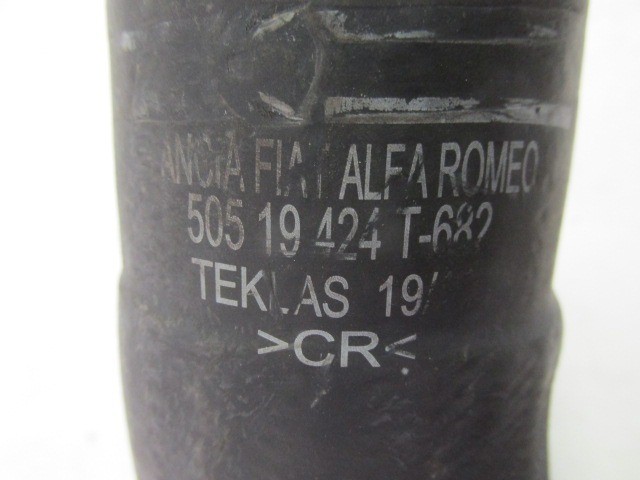 ANCIA FIAT ALFA ROMEO
505 19 424 T-682
TEKLAS 19/
>CR<